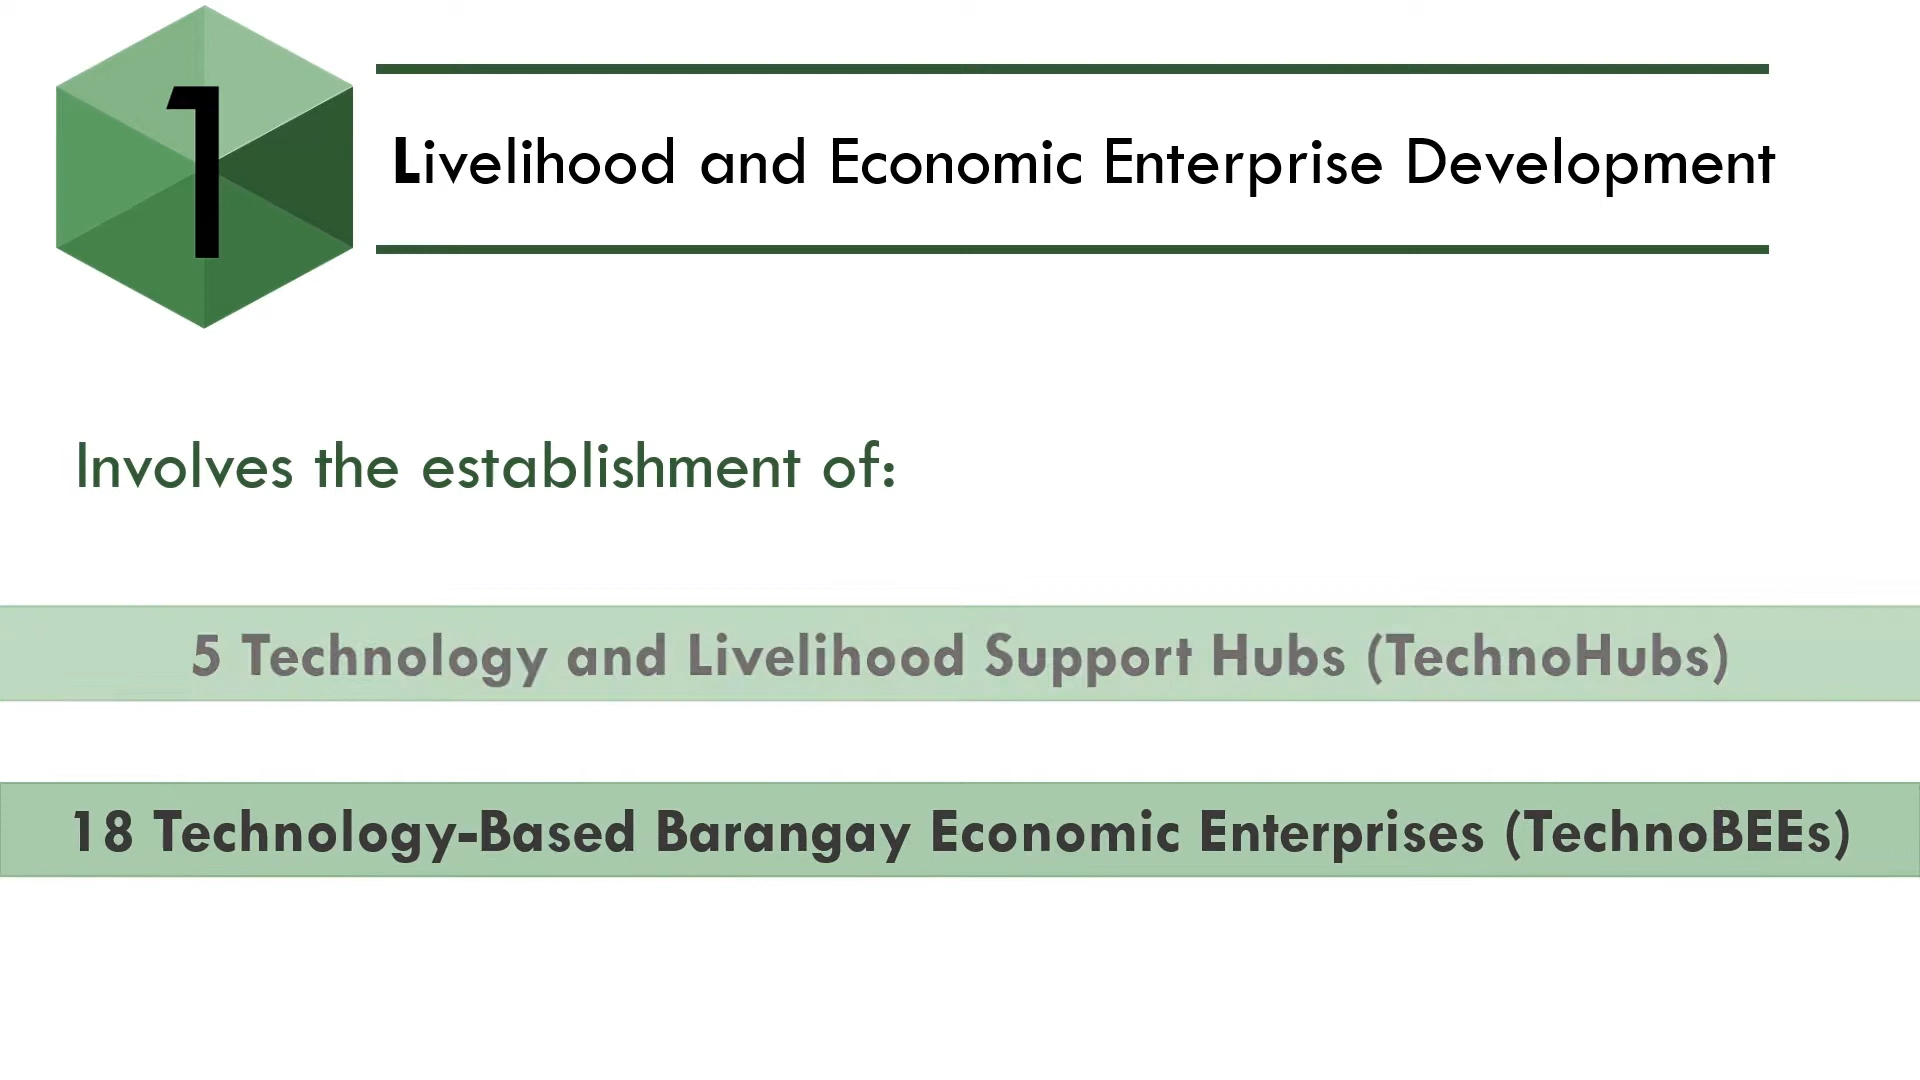 1
Livelihood and Economic Enterprise Development
Involves the establishment of:
5 Technology and Livelihood Support Hubs (TechnoHubs)
18 Technology-Based Barangay Economic Enterprises (TechnoBEEs)